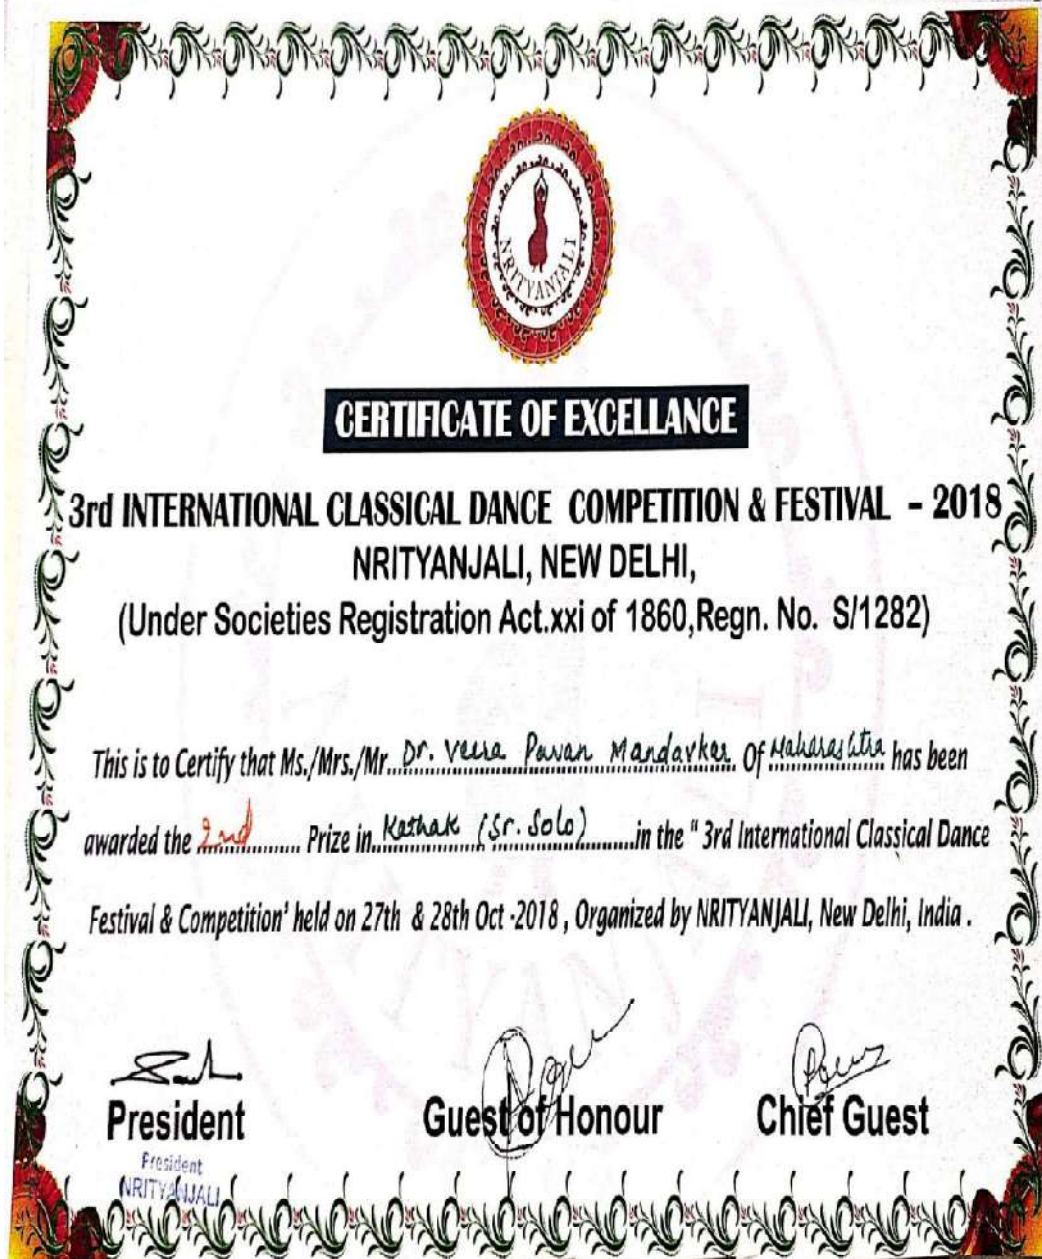 NRITYANJALI
CERTIFICATE OF EXCELLANCE
3rd INTERNATIONAL CLASSICAL DANCE COMPETITION & FESTIVAL - 2018
NRITYANJALI, NEW DELHI,
(Under Societies Registration Act.xxi of 1860,Regn. No. S/1282)
This is to Certify that Ms./Mrs./Mr. Dr. Veera Pavan Mandavkar Of Maharashtra has been
awarded the 2nd Prize in Kathak (Sr. Solo) in the " 3rd International Classical Dance
Festival & Competition' held on 27th & 28th Oct -2018 , Organized by NRITYANJALI, New Delhi, India .
President Guest of Honour Chief Guest
President
NRITYANJALI